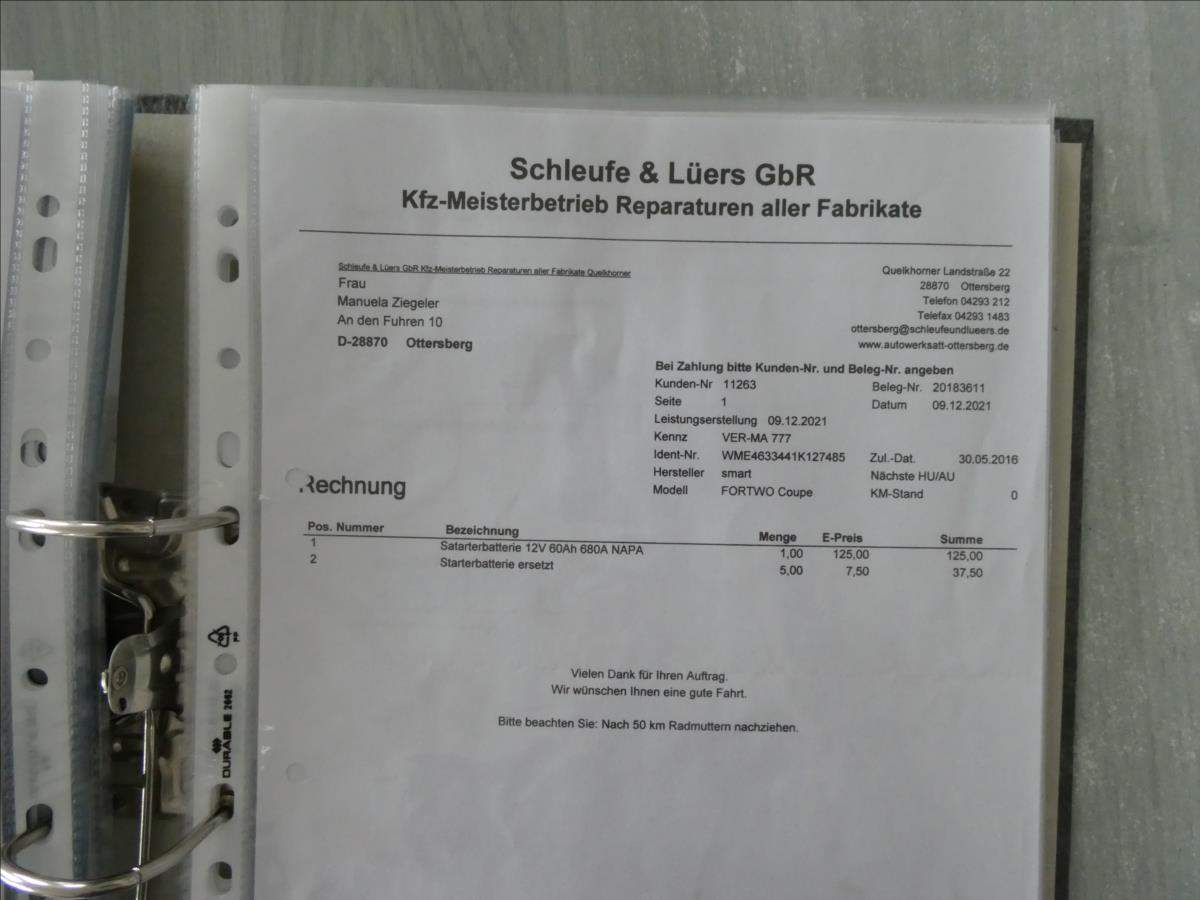 Schleufe & Lüers GbR
Kfz-Meisterbetrieb Reparaturen aller Fabrikate
Schleufe & Lüers GbR Kfz-Meisterbetrieb Reparaturen aller Fabrikate Quelkhorner
Frau
Manuela Ziegeler
An den Fuhren 10
D-28870 Ottersberg
Quelkhorner Landstraße 22
28870 Ottersberg
Telefon 04293 212
Telefax 04293 1483
ottersberg@schleufeundlueers.de
www.autowerksatt-ottersberg.de
Bei Zahlung bitte Kunden-Nr. und Beleg-Nr. angeben
Kunden-Nr 11263 Beleg-Nr. 20183611
Seite 1 Datum 09.12.2021
Leistungserstellung 09.12.2021
Kennz VER-MA 777
Ident-Nr. WME4633441K127485 Zul.-Dat. 30.05.2016
Hersteller smart Nächste HU/AU
Modell FORTWO Coupe KM-Stand 0
Rechnung
Pos. Nummer Bezeichnung Menge E-Preis Summe
1 Satarterbatterie 12V 60Ah 680A NAPA 1,00 125,00 125,00
2 Starterbatterie ersetzt 5,00 7,50 37,50
Vielen Dank für Ihren Auftrag.
Wir wünschen Ihnen eine gute Fahrt.
Bitte beachten Sie: Nach 50 km Radmuttern nachziehen.
DURABLE 2662